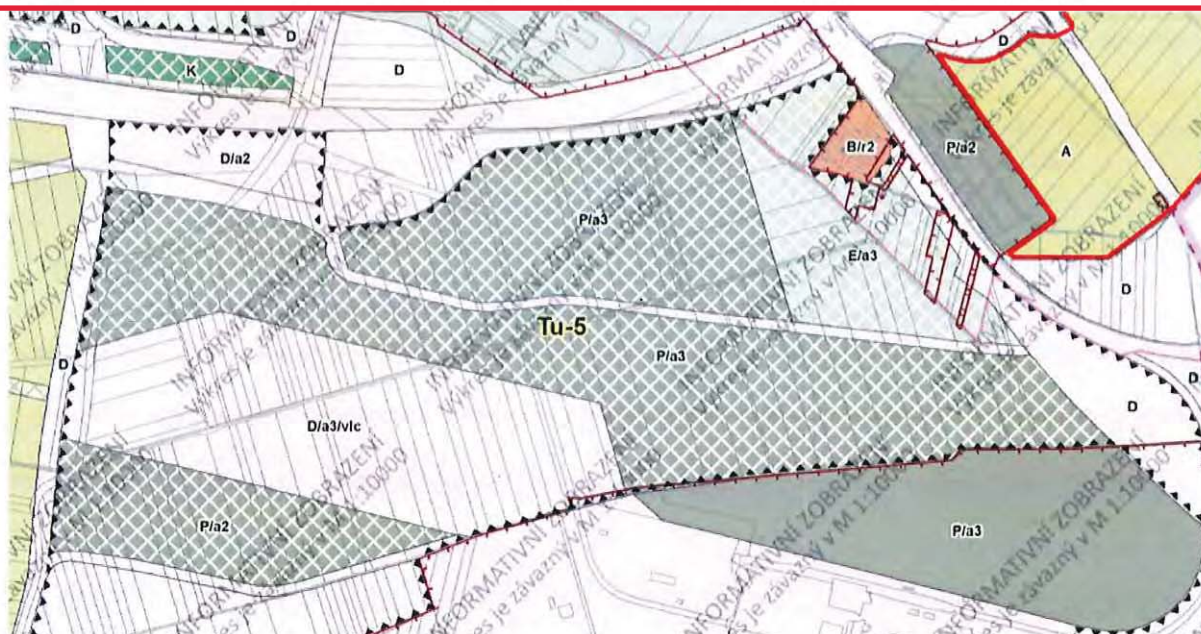 D
D
K
D
D
D/a2
B/r2
P/a2
A
P/a3
E/a3
D
Tu-5
P/a3
D
D
D
D/a3/vlc
P/a2
P/a3
INFORMATIVNÍ ZOBRAZENÍ
Výkres je závazný v M 1:10000